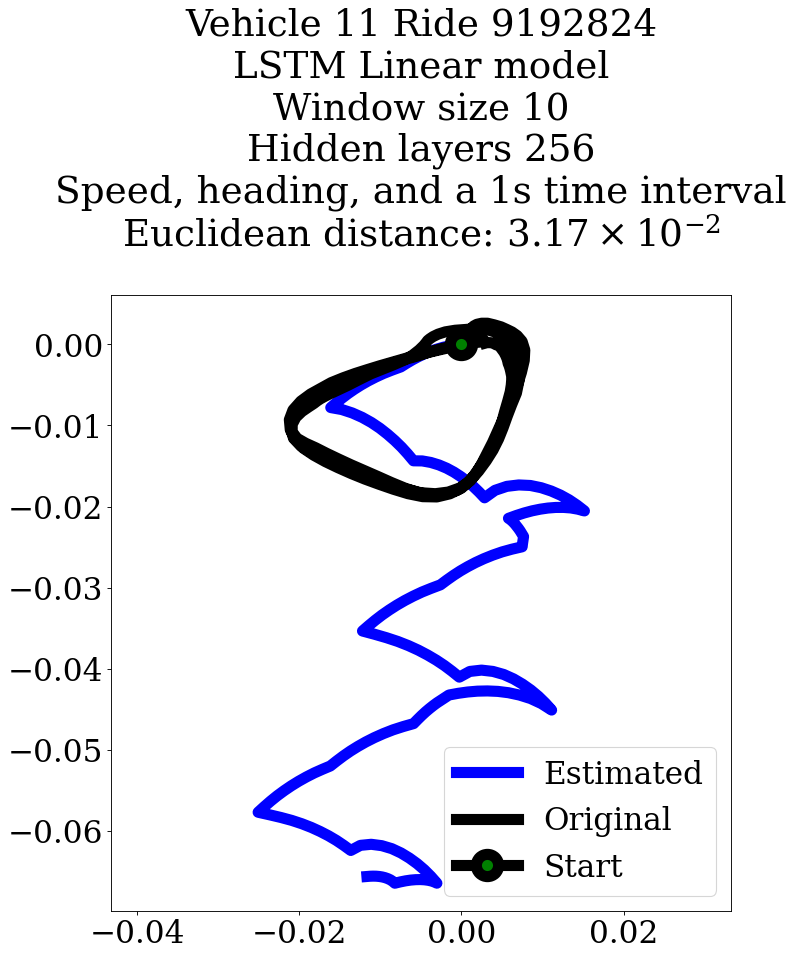 Vehicle 11 Ride 9192824
LSTM Linear model
Window size 10
Hidden layers 256
Speed, heading, and a 1s time interval
Euclidean distance: 3.17 × 10⁻²
0.00
−0.01
−0.02
−0.03
−0.04
−0.05
−0.06
Estimated
Original
Start
−0.04 −0.02 0.00 0.02